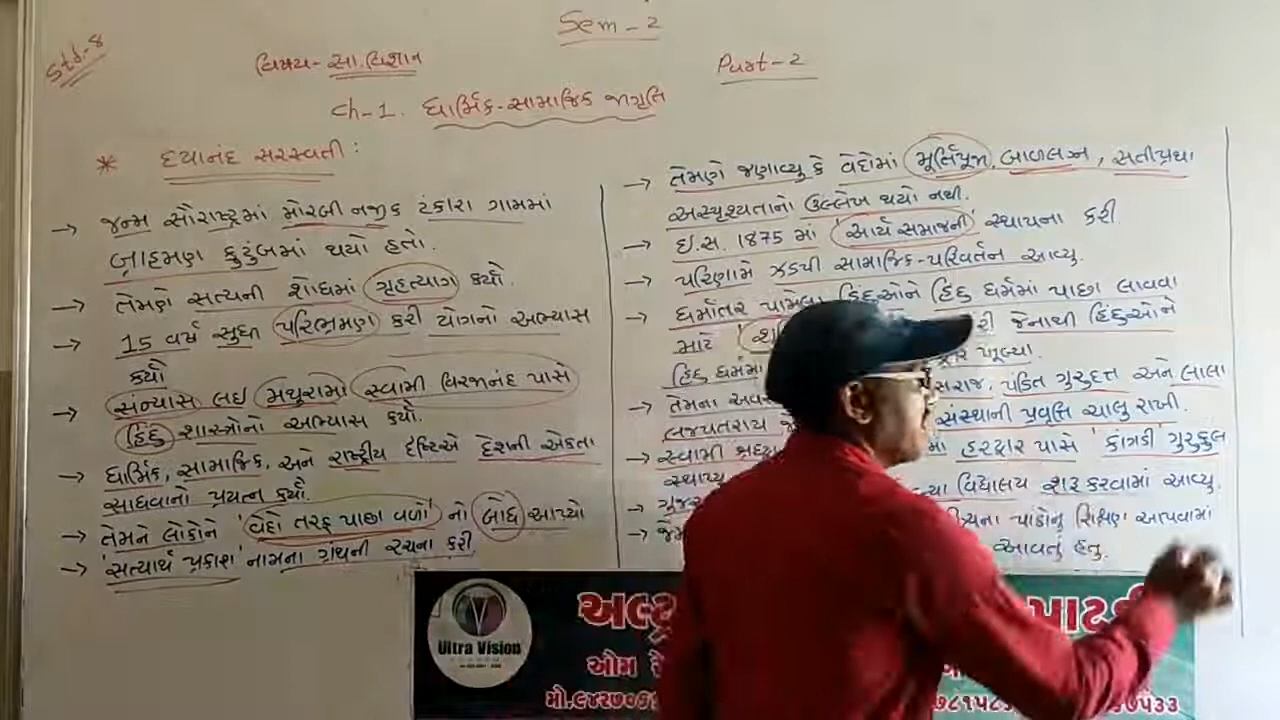 Sem - 2
Std.- 8
વિષય- સા.વિજ્ઞાન
Part-2
Ch-1. ધાર્મિક-સામાજિક જાગૃતિ
* દયાનંદ સરસ્વતી:
→ જન્મ સૌરાષ્ટ્રમાં મોરબી નજીક ટંકારા ગામમાં
બ્રાહમણ કુટુંબમાં થયો હતો.
→ તેમણે સત્યની શોધમાં ગૃહત્યાગ કર્યો.
→ 15 વર્ષ સુધી પરિભ્રમણ કરી યોગનો અભ્યાસ
કર્યો
→ સંન્યાસ લઇ મથુરામાં સ્વામી વિરજાનંદ પાસે
હિંદુ શાસ્ત્રોનો અભ્યાસ કર્યો.
→ ધાર્મિક, સામાજિક, અને રાષ્ટ્રીય દૃષ્ટિએ દેશની એકતા
સાધવાનો પ્રયત્ન કર્યો.
→ તેમને લોકોને 'વેદો તરફ પાછા વળો' નો બોધ આપ્યો
→ 'સત્યાર્થ પ્રકાશ' નામના ગ્રંથની રચના કરી.
→ તેમણે જણાવ્યુ કે વેદોમાં મૂર્તિપૂજા, બાળલગ્ન, સતીપ્રથા
અસ્પૃશ્યતાનો ઉલ્લેખ થયો નથી.
→ ઇ.સ. 1875 માં 'આર્ય સમાજની' સ્થાપના કરી
→ પરિણામે ઝડપી સામાજિક-પરિવર્તન આવ્યુ.
→ ધર્માંતર પામેલા હિંદુઓને હિંદુ ધર્મમાં પાછા લાવવા
માટે જેનાથી હિંદુઓને
હિંદુ ધર્મમાં ખૂલ્યા.
→ તેમના પંડિત ગુરુદત્ત અને લાલા
લજપતરાય સંસ્થાની પ્રવૃત્તિ ચાલુ રાખી.
→ સ્વામી હરદ્વાર પાસે 'કાંગડી' ગુરુકુલ
સ્થાપ્યુ
→ વિદ્યાલય શરૂ કરવામાં આવ્યુ.
→ પાઠોનુ શિક્ષણ આપવામાં
આવતું હતુ.
Ultra Vision